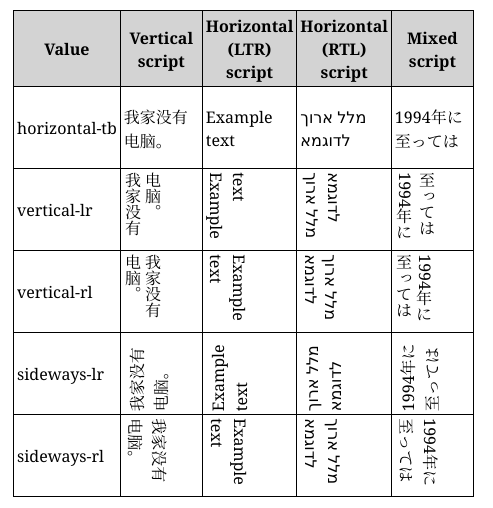 Value
Vertical script
Horizontal (LTR) script
Horizontal (RTL) script
Mixed script
horizontal-tb
我家没有
电脑。
Example
text
מלל ארוך
לדוגמא
1994年に
至っては
vertical-lr
我家没有
电脑。
Example
text
מלל ארוך
לדוגמא
1994年に
至っては
vertical-rl
我家没有
电脑。
Example
text
מלל ארוך
לדוגמא
1994年に
至っては
sideways-lr
我家没有
电脑。
Example
text
מלל ארוך
לדוגמא
1994年に
至っては
sideways-rl
我家没有
电脑。
Example
text
מלל ארוך
לדוגמא
1994年に
至っては